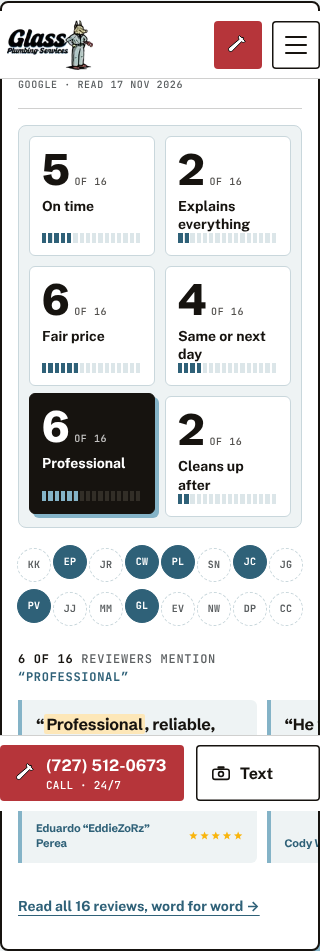 Glass
Plumbing Services
GOOGLE · READ 17 NOV 2026
5 OF 16
On time
2 OF 16
Explains
everything
6 OF 16
Fair price
4 OF 16
Same or next
day
6 OF 16
Professional
2 OF 16
Cleans up
after
KK EP JR CW PL SN JC JG
PV JJ MM GL EV NW DP CC
6 OF 16 REVIEWERS MENTION
“PROFESSIONAL”
“Professional, reliable,
“He
(727) 512-0673
CALL · 24/7
Text
Eduardo “EddieZoRz”
Perea
Cody
Read all 16 reviews, word for word →